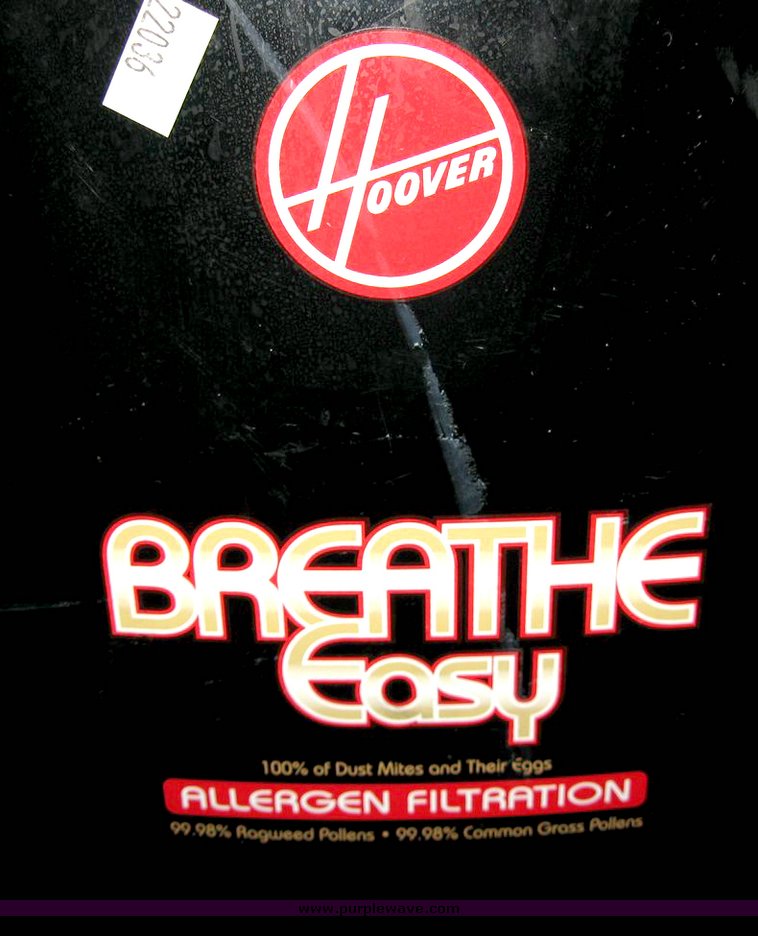 22036
HOOVER
BREATHE
Easy
100% of Dust Mites and Their Eggs
ALLERGEN FILTRATION
99.98% Ragweed Pollens • 99.98% Common Grass Pollens
www.purplewave.com